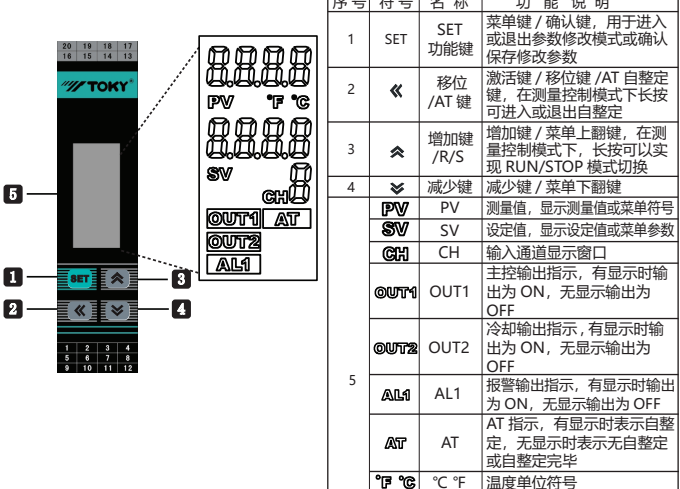 20 19 18 17
16 15 14 13
TOKY
5
SET
1
3
2
4
1 2 3 4
5 6 7 8
9 10 11 12
8.8.8.8
PV °F °C
8.8.8.8
SV
8
CH
OUT1 AT
OUT2
AL1
序号 符号 名 称 功 能 说 明
1 SET SET
功能键
菜单键 / 确认键，用于进入
或退出参数修改模式或确认
保存修改参数
2 移位
/AT 键
激活键 / 移位键 /AT 自整定
键，在测量控制模式下长按
可进入或退出自整定
3 增加键
/R/S
增加键 / 菜单上翻键，在测
量控制模式下，长按可以实
现 RUN/STOP 模式切换
4 减少键 减少键 / 菜单下翻键
5
PV PV 测量值，显示测量值或菜单符号
SV SV 设定值，显示设定值或菜单参数
CH CH 输入通道显示窗口
OUT1 OUT1
主控输出指示，有显示时输
出为 ON，无显示输出为
OFF
OUT2 OUT2
冷却输出指示，有显示时输
出为 ON，无显示输出为
OFF
AL1 AL1
报警输出指示，有显示时输出
为 ON，无显示输出为 OFF
AT AT
AT 指示，有显示时表示自整
定，无显示时表示无自整定
或自整定完毕
°F °C °C °F 温度单位符号